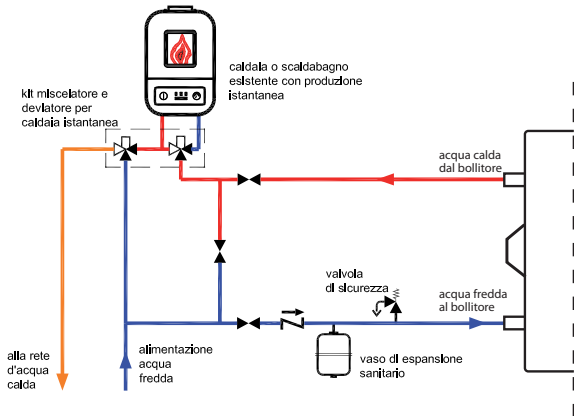 caldaia o scaldabagno
esistente con produzione
istantanea
kit miscelatore e
deviatore per
caldaia istantanea
acqua calda
dal bollitore
valvola
di sicurezza
acqua fredda
al bollitore
alla rete
d'acqua
calda
alimentazione
acqua
fredda
vaso di espansione
sanitario